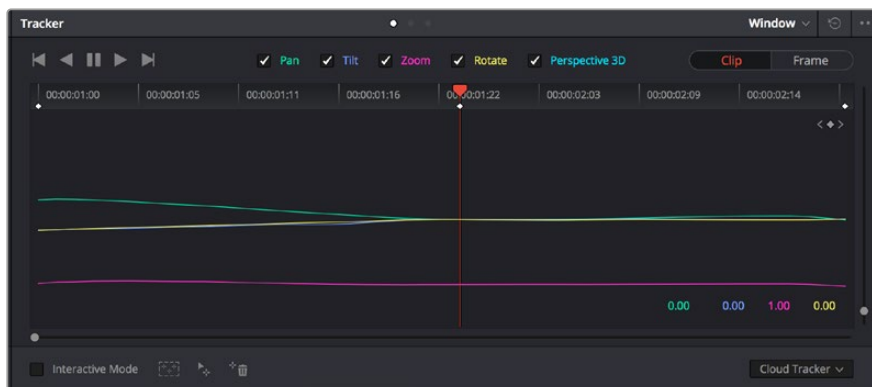 Tracker Window
Pan Tilt Zoom Rotate Perspective 3D Clip Frame
00:00:01:00 00:00:01:05 00:00:01:11 00:00:01:16 00:00:01:22 00:00:02:03 00:00:02:09 00:00:02:14
0.00 0.00 1.00 0.00
Interactive Mode Cloud Tracker